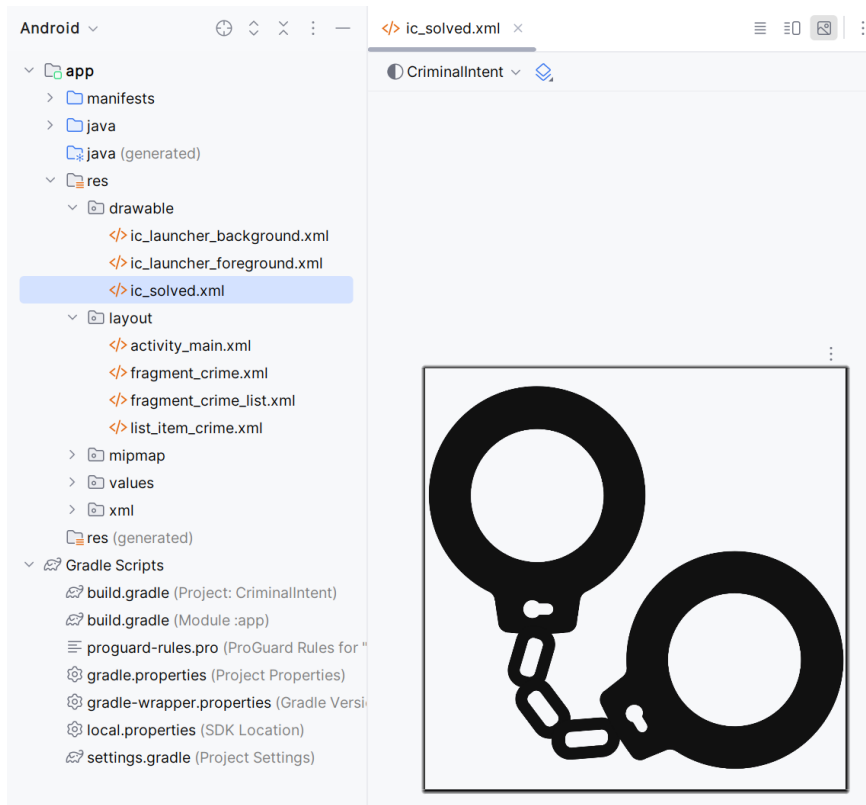 Android
ic_solved.xml
CriminalIntent
app
manifests
java
java (generated)
res
drawable
ic_launcher_background.xml
ic_launcher_foreground.xml
ic_solved.xml
layout
activity_main.xml
fragment_crime.xml
fragment_crime_list.xml
list_item_crime.xml
mipmap
values
xml
res (generated)
Gradle Scripts
build.gradle (Project: CriminalIntent)
build.gradle (Module :app)
proguard-rules.pro (ProGuard Rules for "
gradle.properties (Project Properties)
gradle-wrapper.properties (Gradle Versi
local.properties (SDK Location)
settings.gradle (Project Settings)